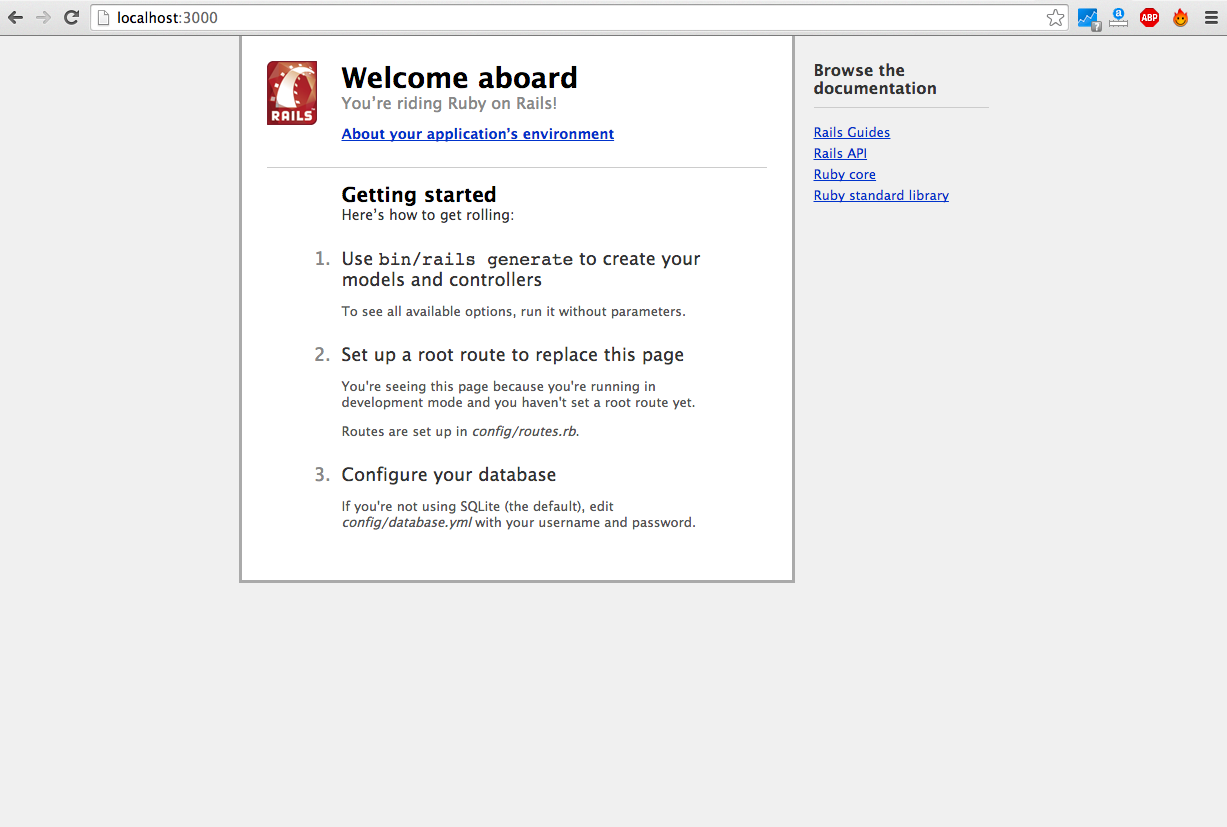 localhost:3000
a
ABP
7
RAILS
Welcome aboard
You’re riding Ruby on Rails!
About your application’s environment
Getting started
Here’s how to get rolling:
1. Use bin/rails generate to create your
models and controllers
To see all available options, run it without parameters.
2. Set up a root route to replace this page
You're seeing this page because you're running in
development mode and you haven't set a root route yet.
Routes are set up in config/routes.rb.
3. Configure your database
If you're not using SQLite (the default), edit
config/database.yml with your username and password.
Browse the
documentation
Rails Guides
Rails API
Ruby core
Ruby standard library